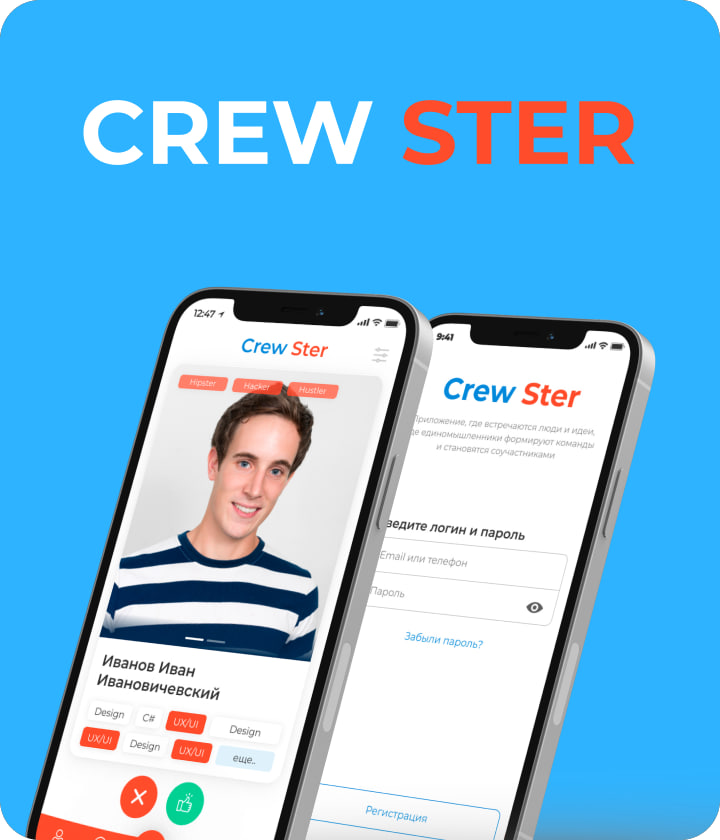 CREW STER
12:47
Crew Ster
Hipster Hacker Hustler
Иванов Иван
Ивановичевский
Design C# UX/UI Design
UX/UI Design UX/UI еще..
9:41
Crew Ster
Приложение, где встречаются люди и идеи,
де единомышленники формируют команды
и становятся соучастниками
ведите логин и пароль
Email или телефон
Пароль
Забыли пароль?
Регистрация